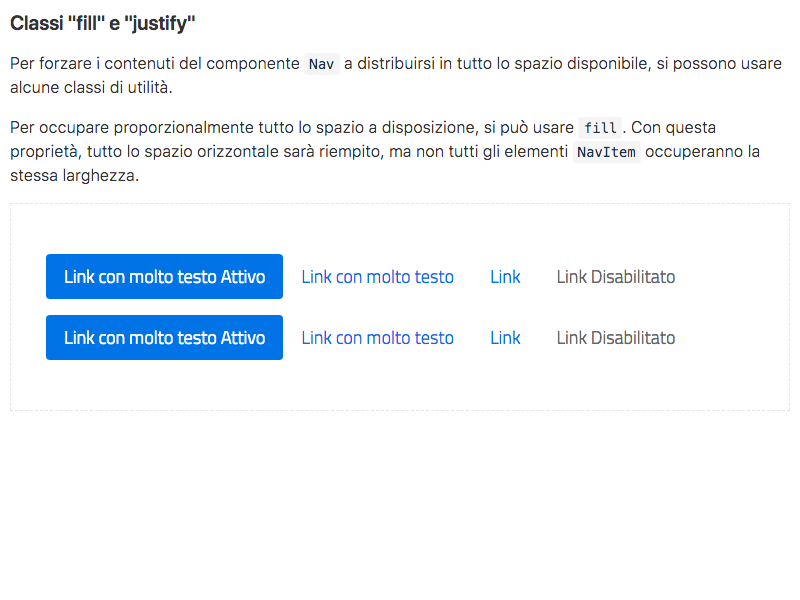 Classi "fill" e "justify"
Per forzare i contenuti del componente Nav a distribuirsi in tutto lo spazio disponibile, si possono usare
alcune classi di utilità.
Per occupare proporzionalmente tutto lo spazio a disposizione, si può usare fill. Con questa
proprietà, tutto lo spazio orizzontale sarà riempito, ma non tutti gli elementi NavItem occuperanno la
stessa larghezza.
Link con molto testo Attivo Link con molto testo Link Link Disabilitato
Link con molto testo Attivo Link con molto testo Link Link Disabilitato